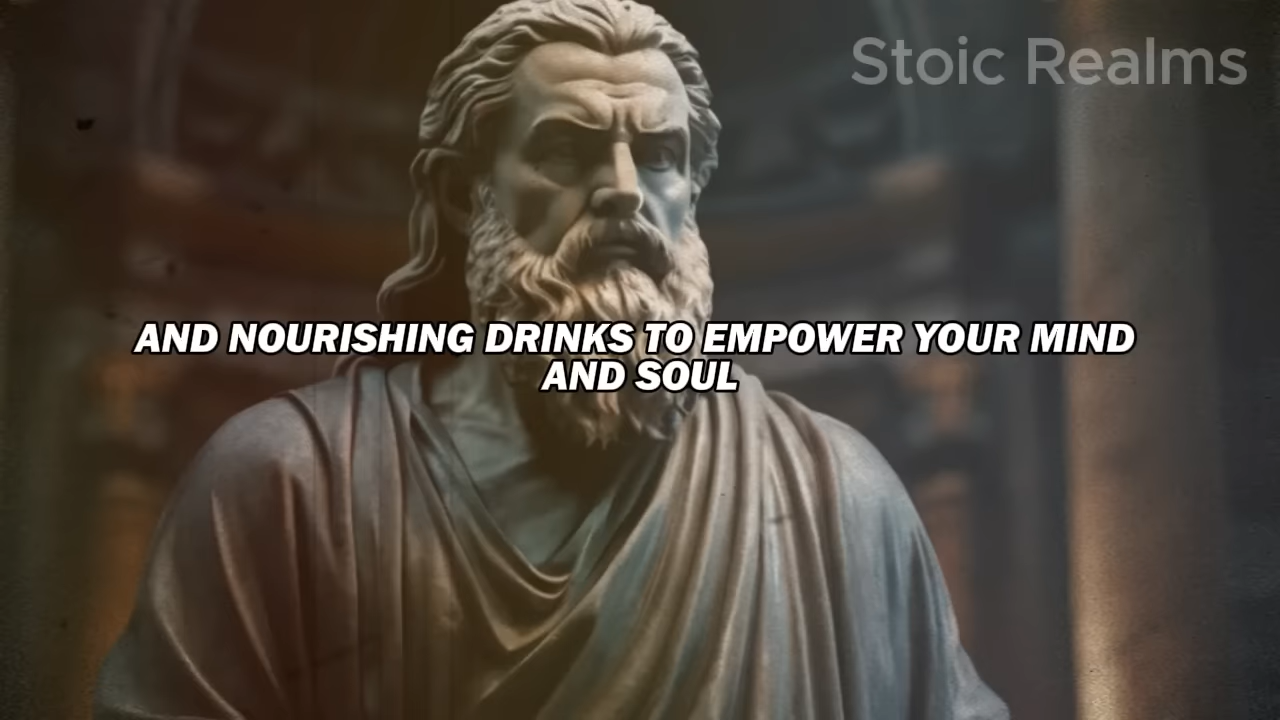 Stoic Realms
AND NOURISHING DRINKS TO EMPOWER YOUR MIND
AND SOUL